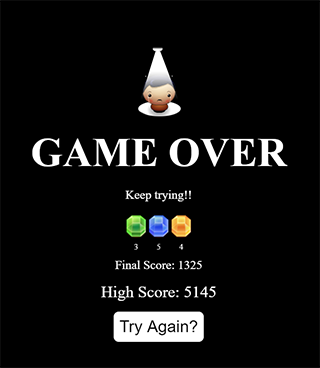 GAME OVER
Keep trying!!
3 5 4
Final Score: 1325
High Score: 5145
Try Again?